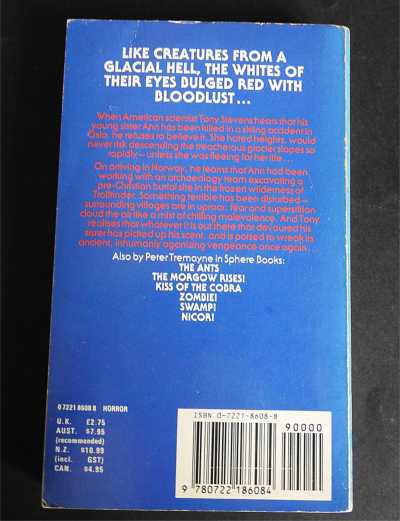 LIKE CREATURES FROM A
GLACIAL HELL, THE WHITES OF
THEIR EYES BULGED RED WITH
BLOODLUST...
When American scientist Tony Stevens hears that his
young sister Ann has been killed in a skiing accident in
Oslo, he refuses to believe it. She hated heights, would
never risk descending the treacherous glacier slopes so
rapidly – unless she was fleeing for her life...
On arriving in Norway, he learns that Ann had been
working with an archaeology team excavating a
pre-Christian burial site in the frozen wilderness of
Trollfinder. Something terrible has been disturbed –
surrounding villages are in uproar, fear and superstition
cloud the air like a mist of chilling malevolence. And Tony
realises that whatever it is out there that devoured his
sister has picked up his scent, and is poised to wreak its
ancient, inhumanly agonizing vengeance once again...
Also by Peter Tremayne in Sphere Books:
THE ANTS
THE MORGOW RISES!
KISS OF THE COBRA
ZOMBIE!
SWAMP!
NICOR!
0 7221 8608 8 HORROR
U.K. £2.75
AUST. $7.95
(recommended)
N.Z. $10.99
(incl. GST)
CAN. $4.95
ISBN 0-7221-8608-8
90000
9 780722 186084